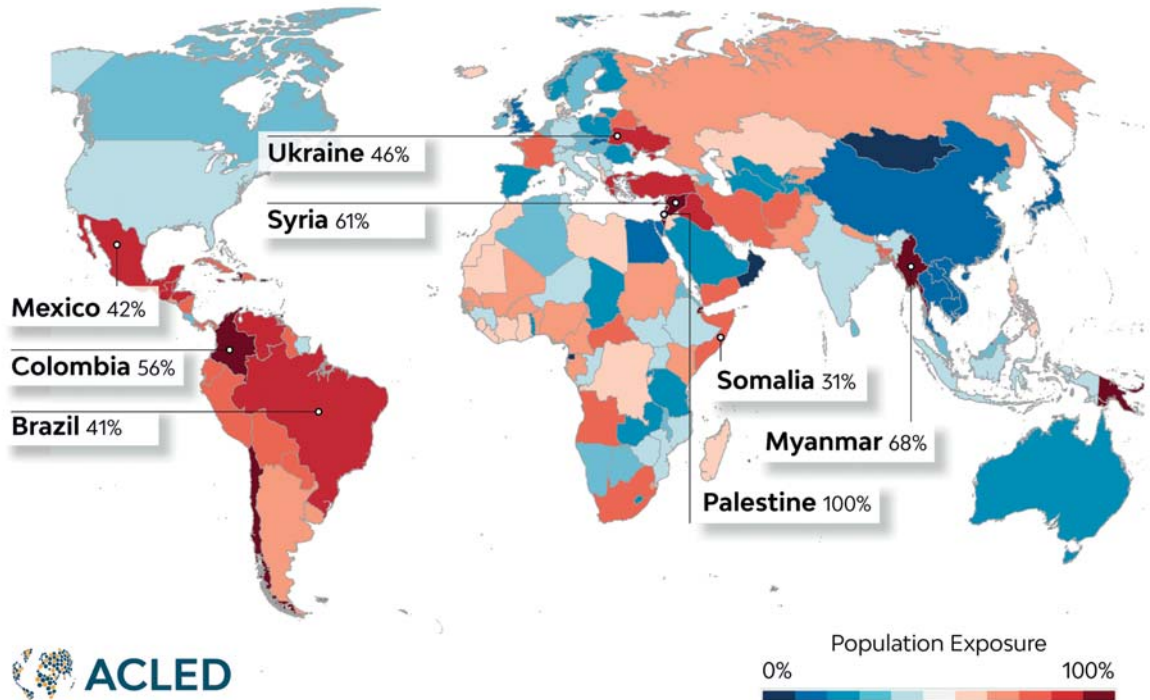 Ukraine 46%
Syria 61%
Mexico 42%
Colombia 56%
Brazil 41%
Somalia 31%
Myanmar 68%
Palestine 100%
ACLED
Population Exposure
0% 100%